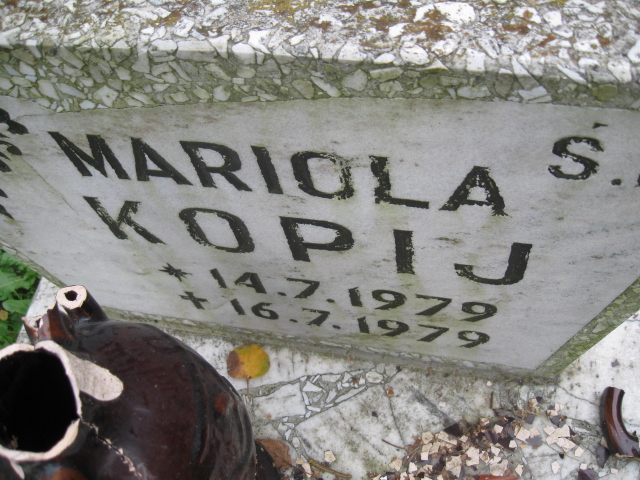 MARIOLA Ś.
KOPIJ
* 14.7.1979
+ 16.7.1979